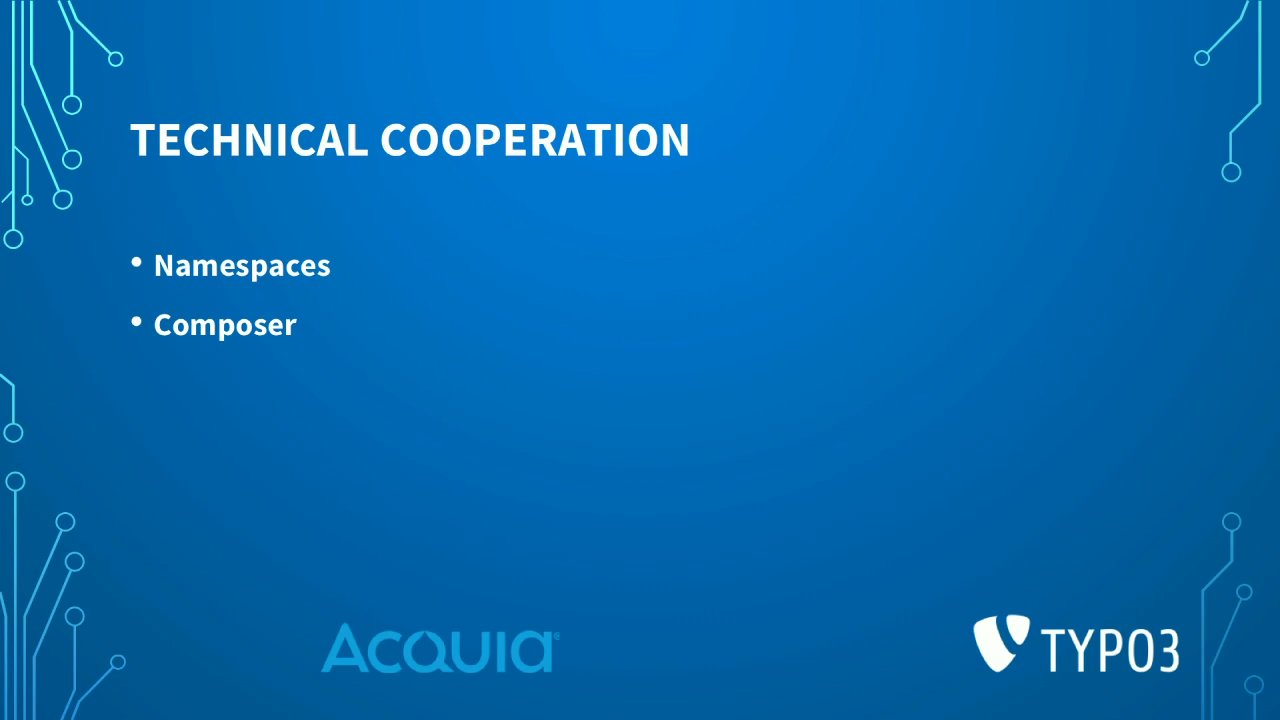 TECHNICAL COOPERATION
• Namespaces
• Composer
ACQUIA®
TYPO3